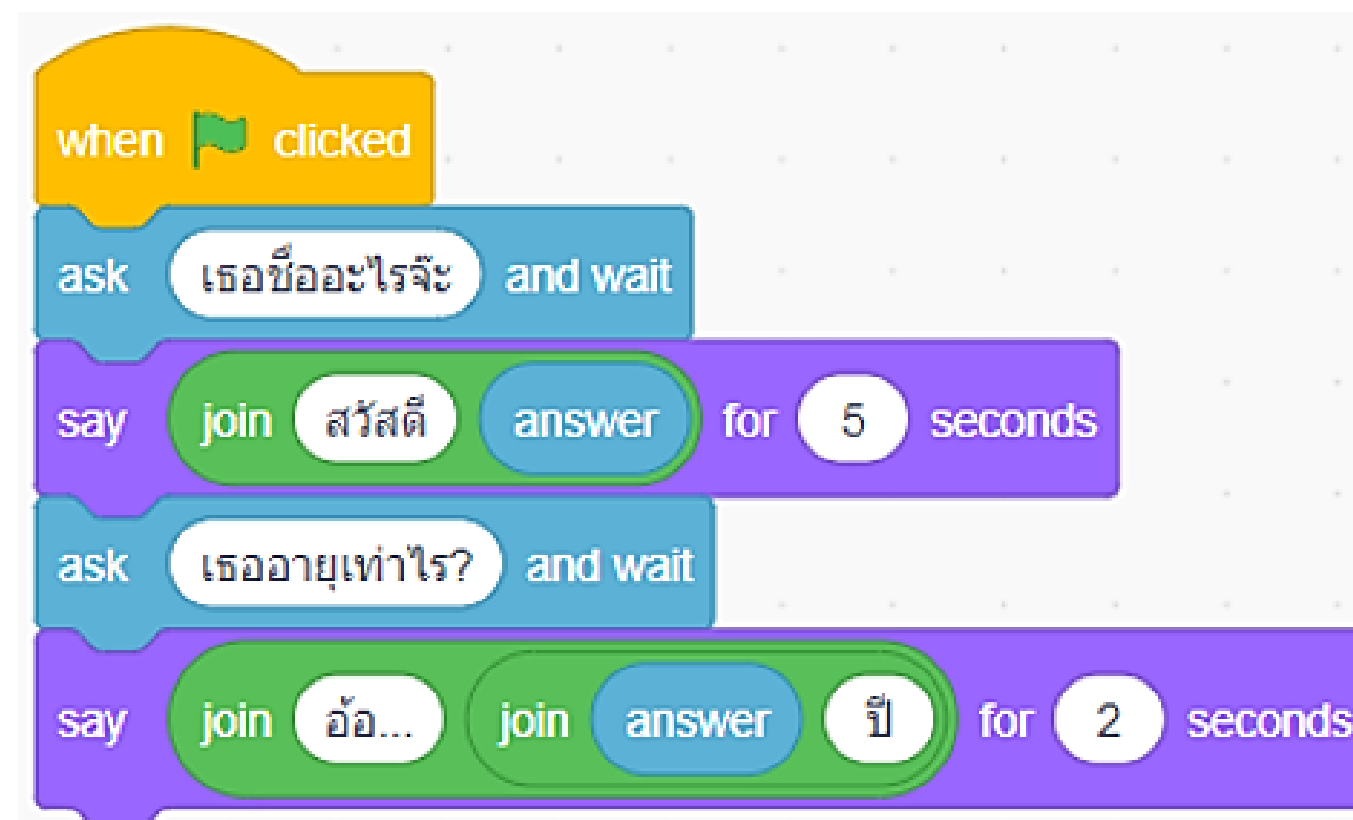 when clicked
ask เธอชื่ออะไรจ๊ะ and wait
say join สวัสดี answer for 5 seconds
ask เธออายุเท่าไร? and wait
say join อ้อ... join answer ปี for 2 seconds